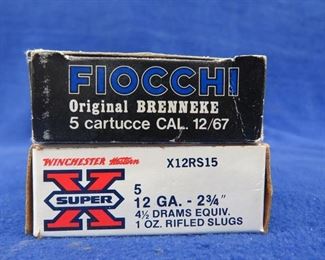 FIOCCHI
Original BRENNEKE
5 cartucce CAL. 12/67
WINCHESTER Western X12RS15
SUPER X
5
12 GA. - 2¾"
4½ DRAMS EQUIV.
1 OZ. RIFLED SLUGS